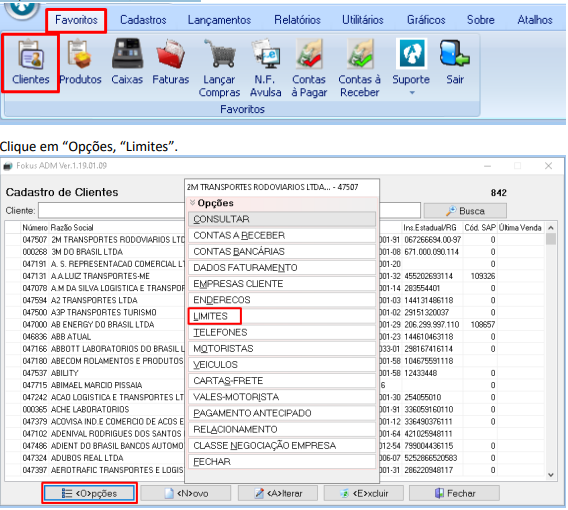 Favoritos Cadastros Lançamentos Relatórios Utilitários Gráficos Sobre Atalhos
Clientes Produtos Caixas Faturas Lançar Compras N.F. Avulsa Contas à Pagar Contas à Receber Suporte Sair
Favoritos
Clique em “Opções, “Limites”.
Fokus ADM Ver.1.19.01.09
Cadastro de Clientes
842
Cliente:
Busca
Número Razão Social
Ins.Estadual/RG Cód. SAP Última Venda
047507 2M TRANSPORTES RODOVIARIOS LTD
001-91 067266694.00-97 0
000268 3M DO BRASIL LTDA
001-08 671.000.090.114 0
047191 A. S. REPRESENTACAO COMERCIAL L
001-20 0
047131 A.A.LUIZ TRANSPORTES-ME
001-32 455202693114 109326
047078 A.M DA SILVA LOGISTICA E TRANSPOR
001-14 283554401 0
047594 A2 TRANSPORTES LTDA
001-03 144131486118 0
047500 A3P TRANSPORTES TURISMO
001-02 29151320037 0
047000 AB ENERGY DO BRASIL LTDA
001-29 206.299.997.110 108657
046836 ABB ATUAL
001-23 144610463118 0
047166 ABBOTT LABORATORIOS DO BRASIL L
033-01 298167416114 0
047180 ABECOM ROLAMENTOS E PRODUTOS
001-58 104675591118
047537 ABILITY
001-58 12433448 0
047715 ABIMAEL MARCIO PISSAIA
6 0
047242 ACAO LOGISTICA E TRANSPORTES LT
001-30 254055010 0
000365 ACHE LABORATORIOS
001-91 336059160110 0
047379 ACOVISA IND.E COMERCIO DE ACOS E
001-12 336490376111 0
047102 ADENIVAL RODRIGUES DOS SANTOS
001-64 421025948111
047486 ADIENT DO BRASIL BANCOS AUTOMO
012-54 799004436115 0
047324 ADUBOS REAL LTDA
006-07 5252866520583 0
047397 AEROTRAFIC TRANSPORTES E LOGIS
001-31 286220948117 0
2M TRANSPORTES RODOVIARIOS LTDA... - 47507
Opções
CONSULTAR
CONTAS A RECEBER
CONTAS BANCÁRIAS
DADOS FATURAMENTO
EMPRESAS CLIENTE
ENDERECOS
LIMITES
TELEFONES
MOTORISTAS
VEICULOS
CARTAS-FRETE
VALES-MOTORISTA
PAGAMENTO ANTECIPADO
RELACIONAMENTO
CLASSE NEGOCIAÇÃO EMPRESA
FECHAR
<O>pções <N>ovo <A>lterar <E>xcluir Fechar